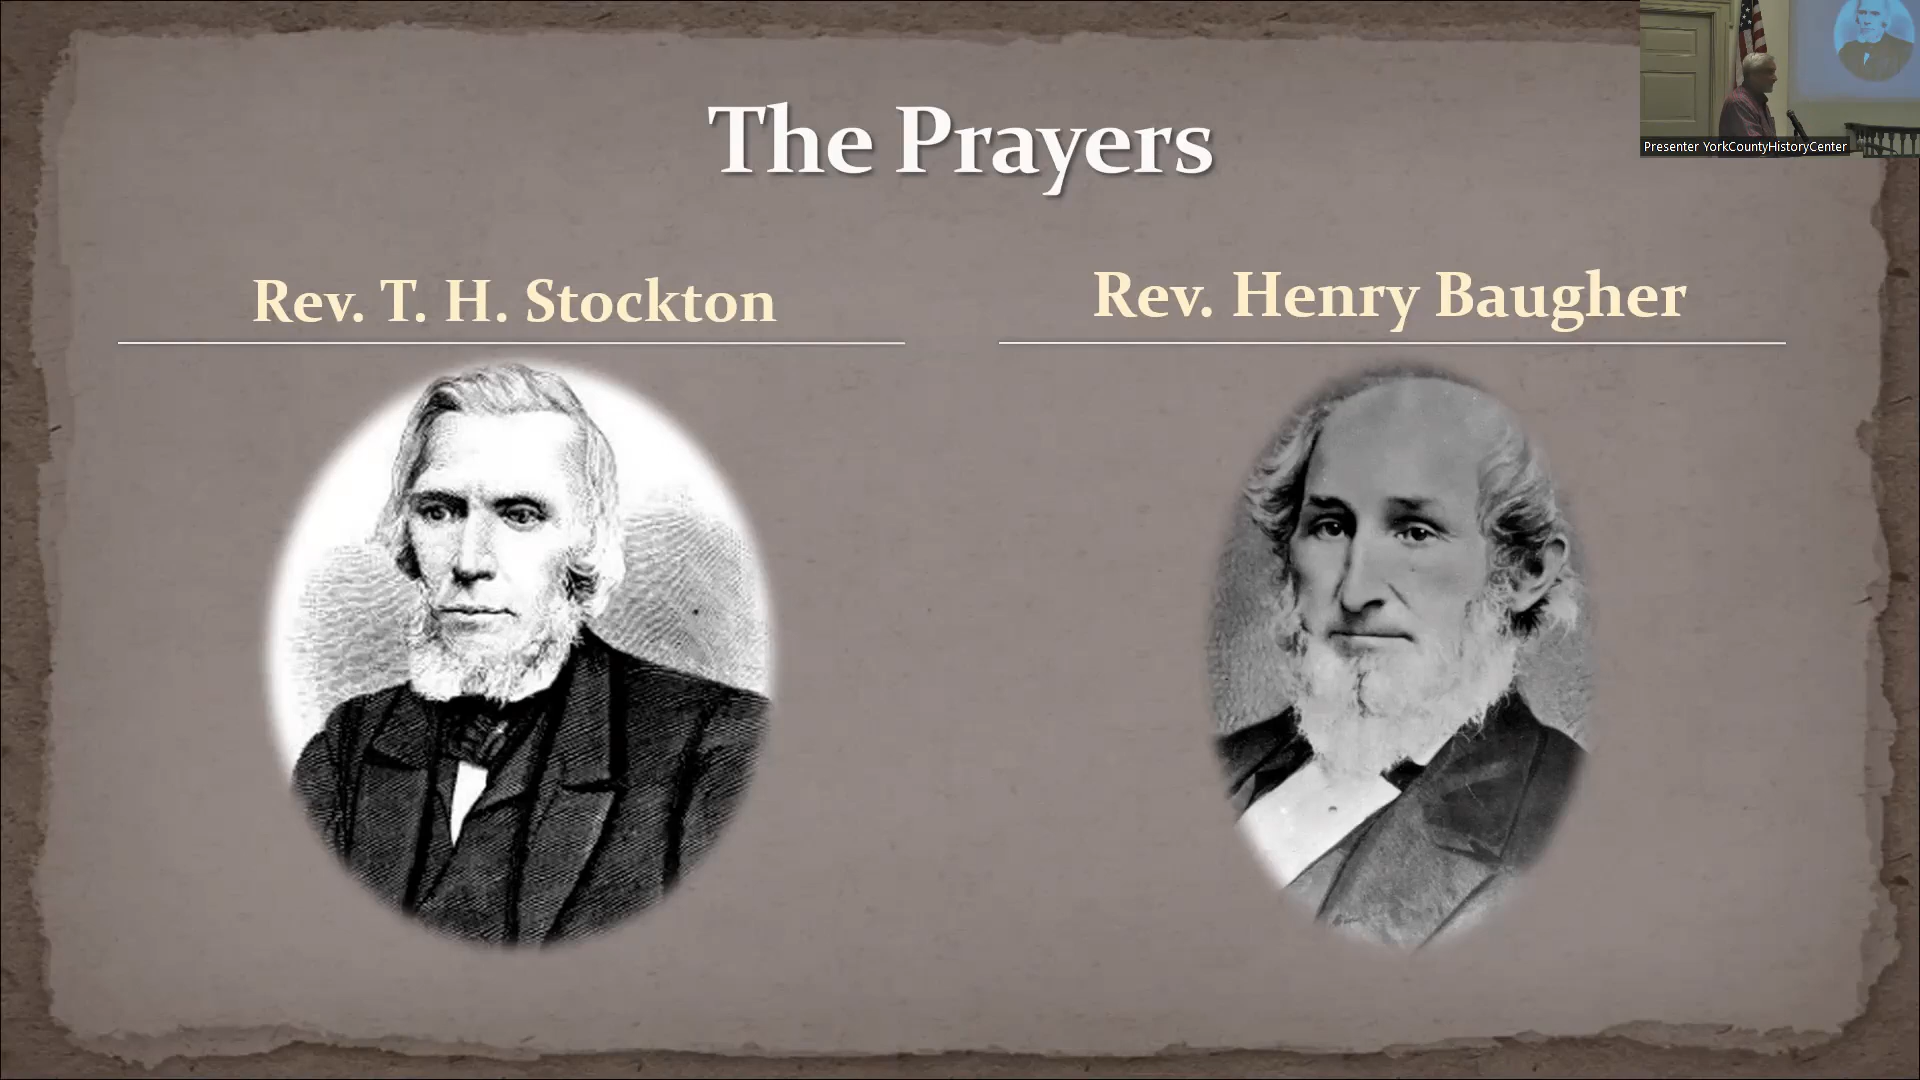 The Prayers
Presenter YorkCountyHistoryCenter
Rev. T. H. Stockton
Rev. Henry Baugher